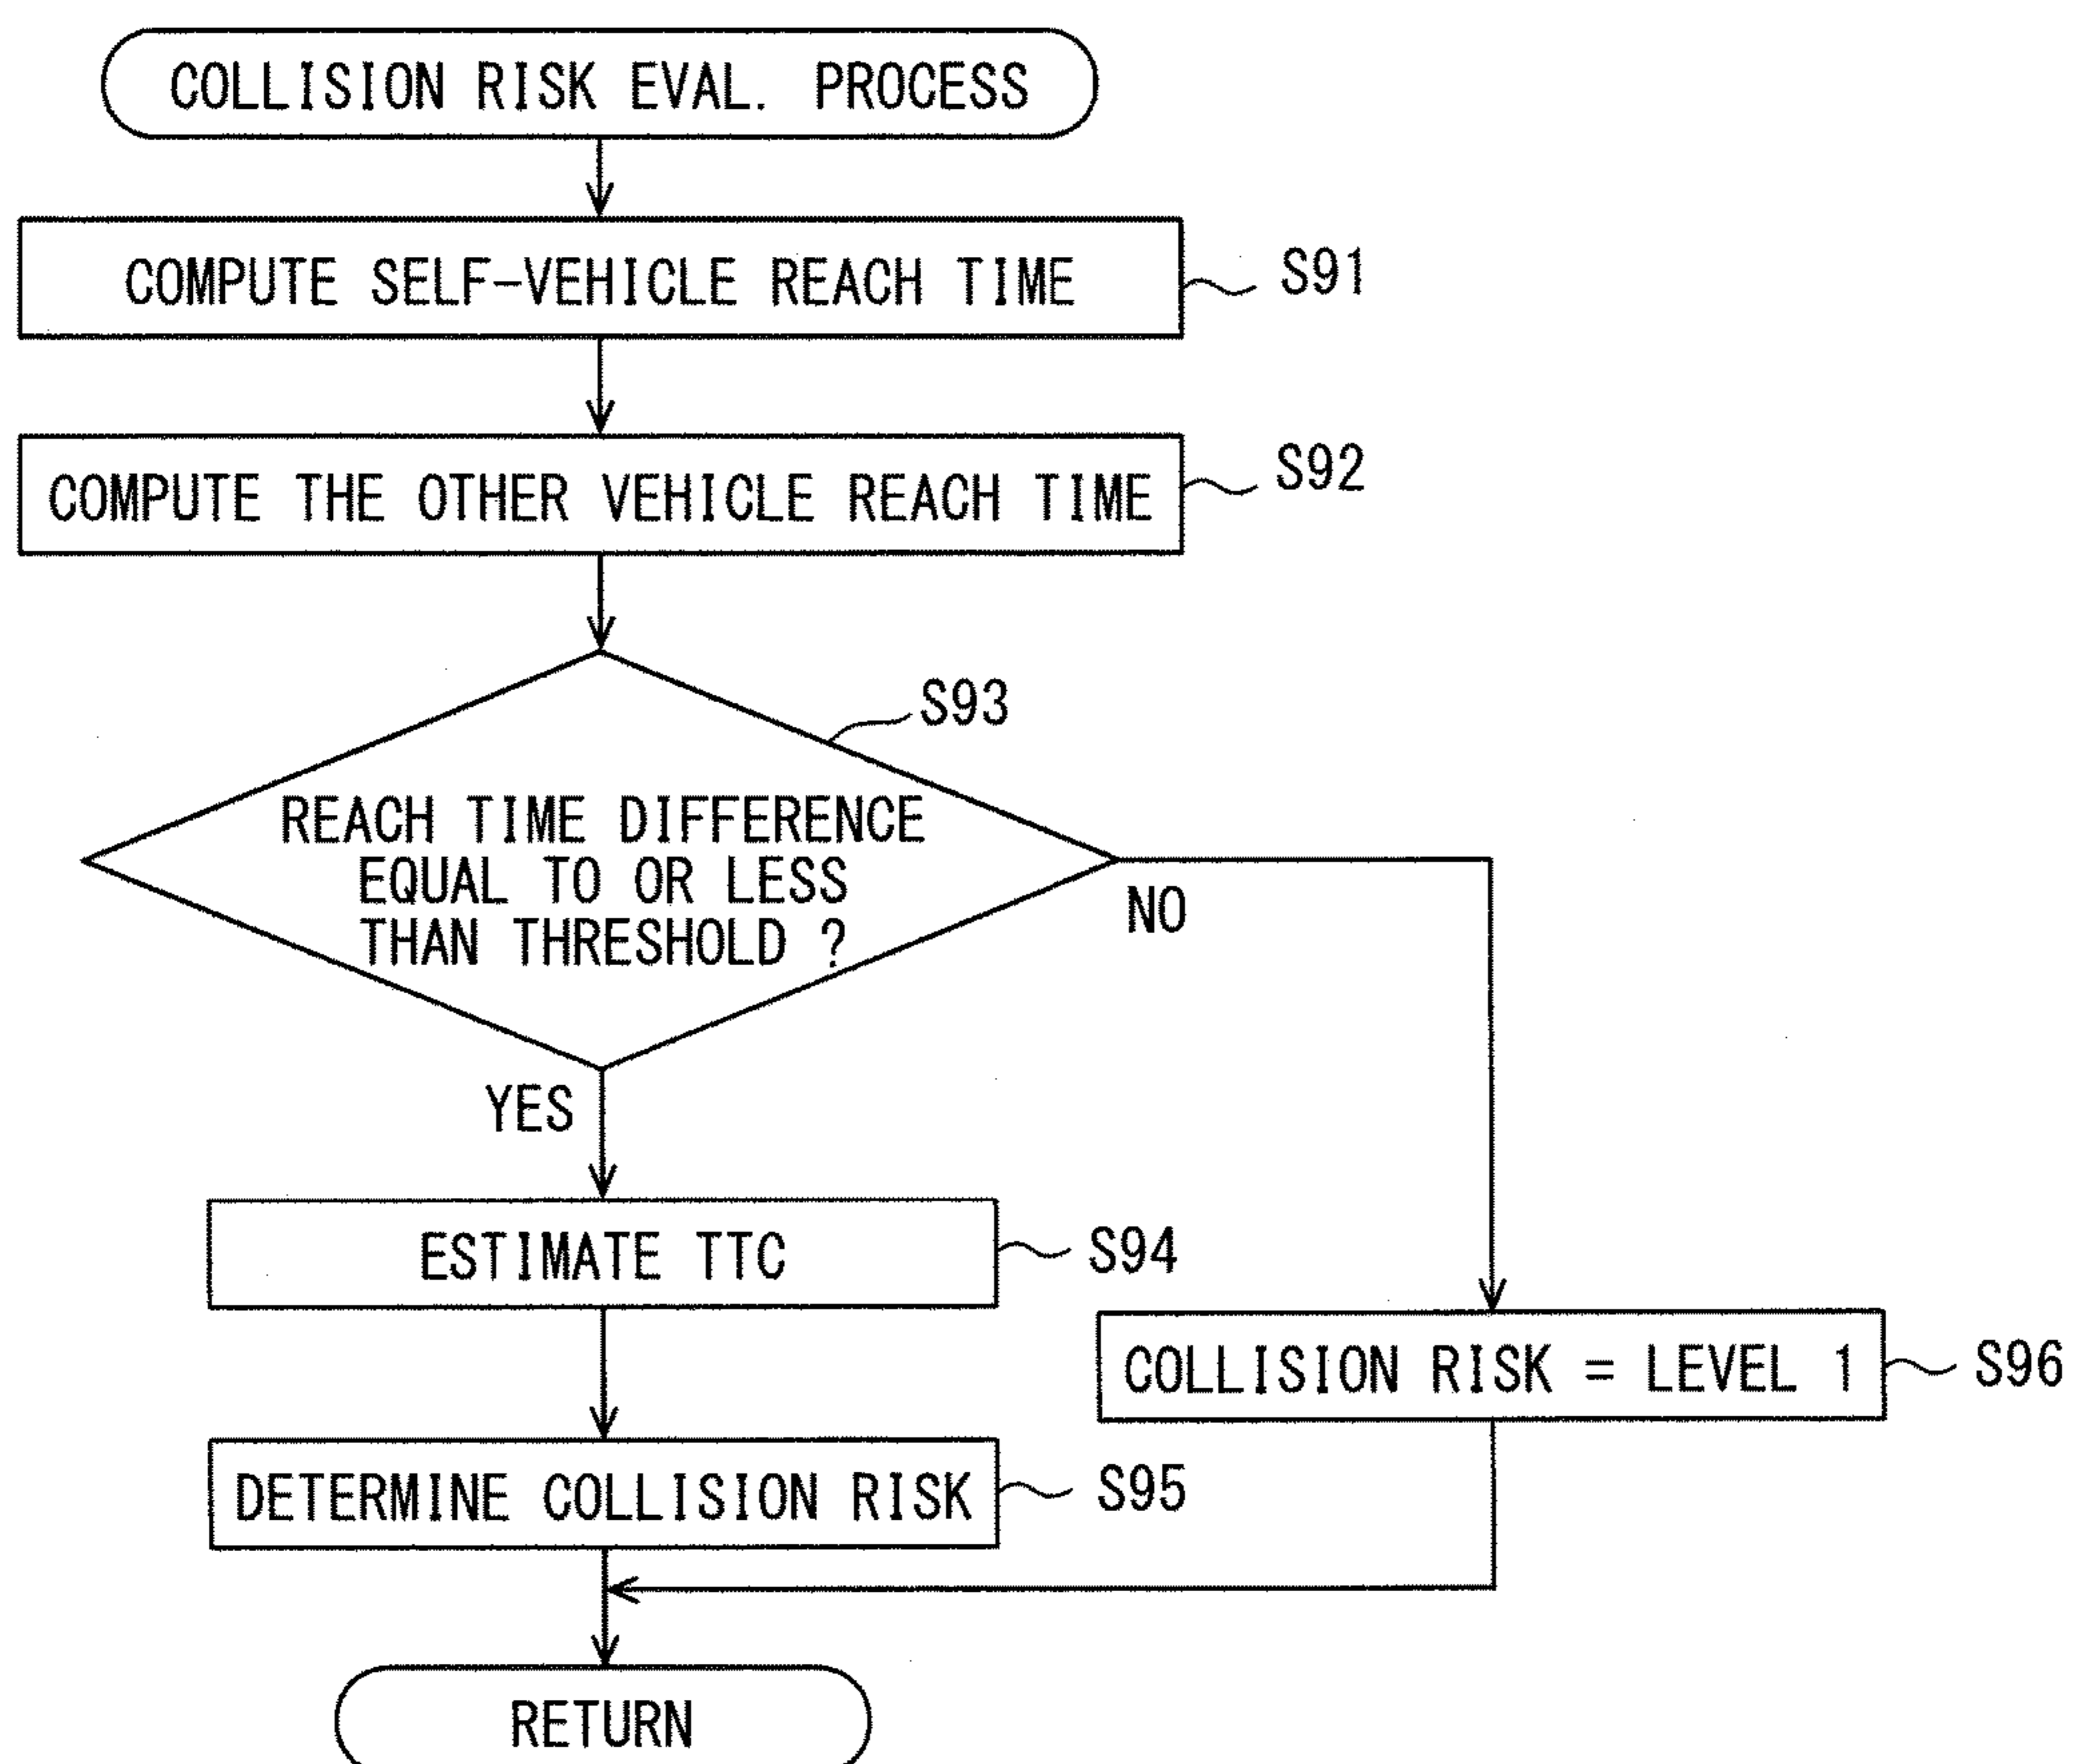 COLLISION RISK EVAL. PROCESS
COMPUTE SELF-VEHICLE REACH TIME
S91
COMPUTE THE OTHER VEHICLE REACH TIME
S92
S93
REACH TIME DIFFERENCE
EQUAL TO OR LESS
THAN THRESHOLD ?
NO
YES
ESTIMATE TTC
S94
COLLISION RISK = LEVEL 1
S96
DETERMINE COLLISION RISK
S95
RETURN